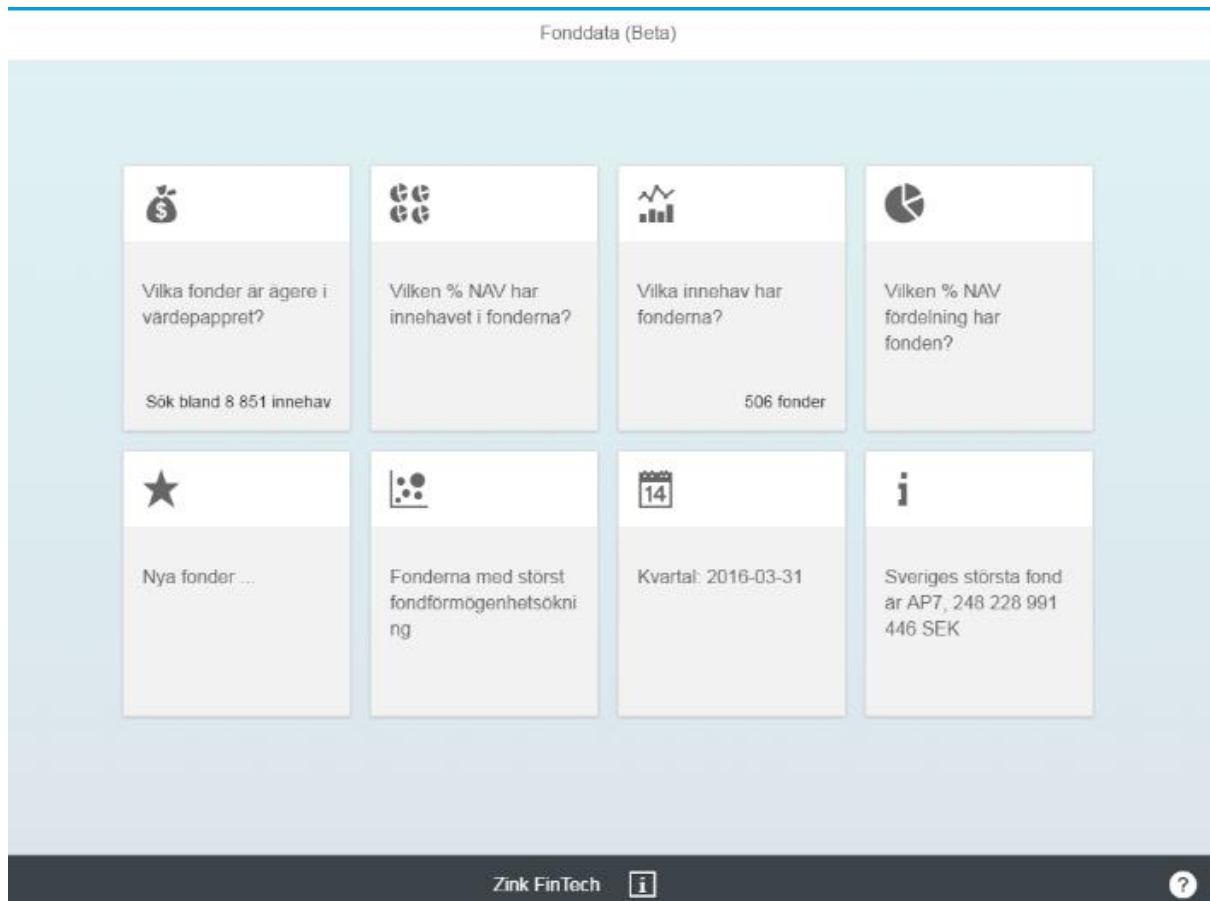 Fonddata (Beta)
Vilka fonder är ägere i
värdepappret?
Sök bland 8 851 innehav
Vilken % NAV har
innehavet i fonderna?
Vilka innehav har
fonderna?
506 fonder
Vilken % NAV
fördelning har
fonden?
Nya fonder ...
Fonderna med störst
fondförmögenhetsökni
ng
14
Kvartal: 2016-03-31
Sveriges största fond
är AP7, 248 228 991
446 SEK
Zink FinTech